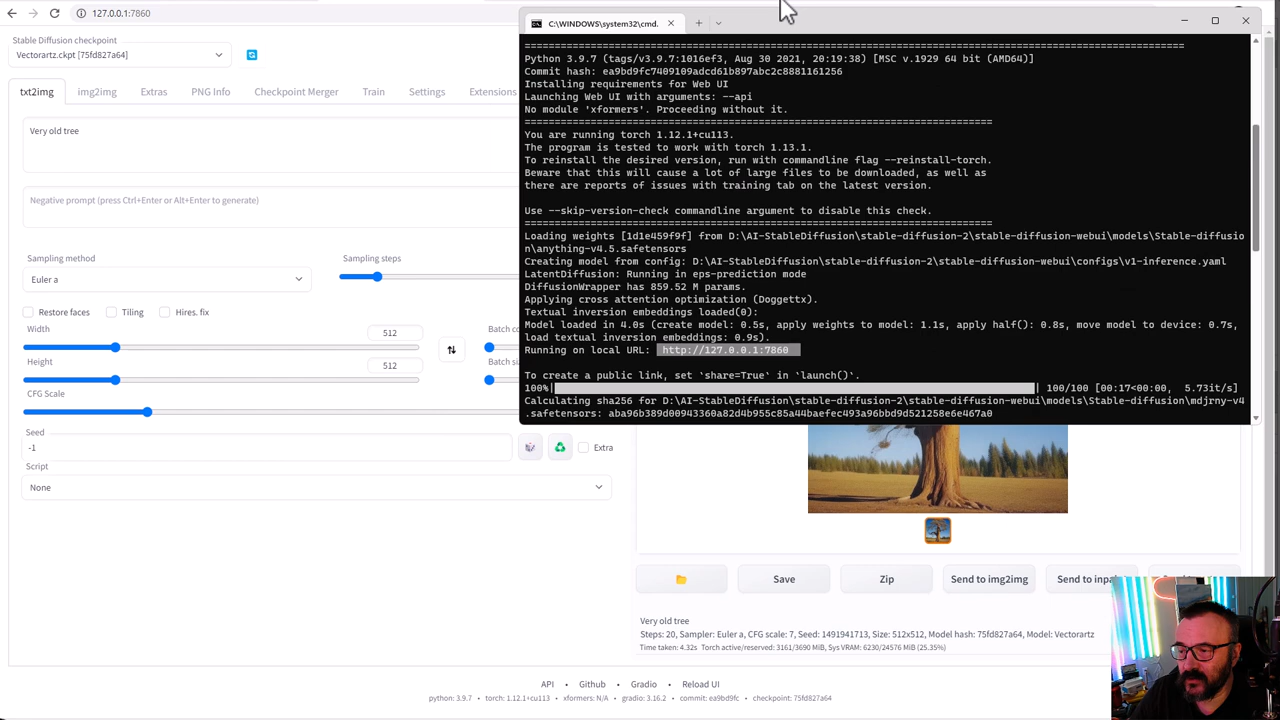 127.0.0.1:7860
Stable Diffusion checkpoint
Vectorartz.ckpt [75fd827a64]
txt2img
img2img
Extras
PNG Info
Checkpoint Merger
Train
Settings
Extensions
Very old tree
Negative prompt (press Ctrl+Enter or Alt+Enter to generate)
Sampling method
Sampling steps
Euler a
Restore faces
Tiling
Hires. fix
Width
512
Batch co
Height
512
Batch si
CFG Scale
Seed
-1
Extra
Script
None
C:\WINDOWS\system32\cmd.
================================================================================================================
Python 3.9.7 (tags/v3.9.7:1016ef3, Aug 30 2021, 20:19:38) [MSC v.1929 64 bit (AMD64)]
Commit hash: ea9bd9fc7409109adcd61b897abc2c8881161256
Installing requirements for Web UI
Launching Web UI with arguments: --api
No module 'xformers'. Proceeding without it.
===============================================================================
You are running torch 1.12.1+cu113.
The program is tested to work with torch 1.13.1.
To reinstall the desired version, run with commandline flag --reinstall-torch.
Beware that this will cause a lot of large files to be downloaded, as well as
there are reports of issues with training tab on the latest version.
Use --skip-version-check commandline argument to disable this check.
===============================================================================
Loading weights [1d1e459f9f] from D:\AI-StableDiffusion\stable-diffusion-2\stable-diffusion-webui\models\Stable-diffusio
n\anything-v4.5.safetensors
Creating model from config: D:\AI-StableDiffusion\stable-diffusion-2\stable-diffusion-webui\configs\v1-inference.yaml
LatentDiffusion: Running in eps-prediction mode
DiffusionWrapper has 859.52 M params.
Applying cross attention optimization (Doggettx).
Textual inversion embeddings loaded(0):
Model loaded in 4.0s (create model: 0.5s, apply weights to model: 1.1s, apply half(): 0.8s, move model to device: 0.7s,
load textual inversion embeddings: 0.9s).
Running on local URL:  http://127.0.0.1:7860
To create a public link, set `share=True` in `launch()`.
100%| | 100/100 [00:17<00:00,  5.73it/s]
Calculating sha256 for D:\AI-StableDiffusion\stable-diffusion-2\stable-diffusion-webui\models\Stable-diffusion\mdjrny-v4
.safetensors: aba96b389d00943360a82d4b955c85a44baefec493a96bbd9d521258e6e467a0
Save
Zip
Send to img2img
Send to inpa
Very old tree
Steps: 20, Sampler: Euler a, CFG scale: 7, Seed: 1491941713, Size: 512x512, Model hash: 75fd827a64, Model: Vectorartz
Time taken: 4.32s Torch active/reserved: 3161/3690 MiB, Sys VRAM: 6230/24576 MiB (25.35%)
API • Github • Gradio • Reload UI
python: 3.9.7 • torch: 1.12.1+cu113 • xformers: N/A • gradio: 3.16.2 • commit: ea9bd9fc • checkpoint: 75fd827a64